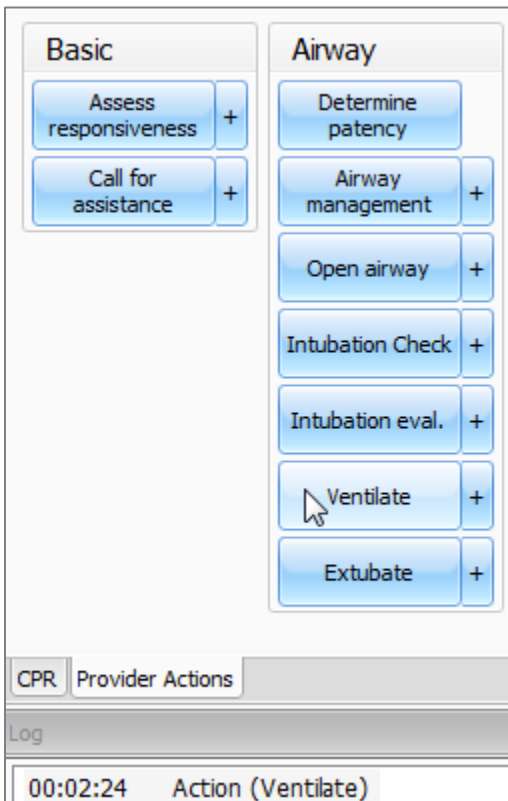 Basic
Assess
responsiveness
+
Call for
assistance
+
Airway
Determine
patency
Airway
management
+
Open airway
+
Intubation Check
+
Intubation eval.
+
Ventilate
+
Extubate
+
CPR
Provider Actions
Log
00:02:24 Action (Ventilate)